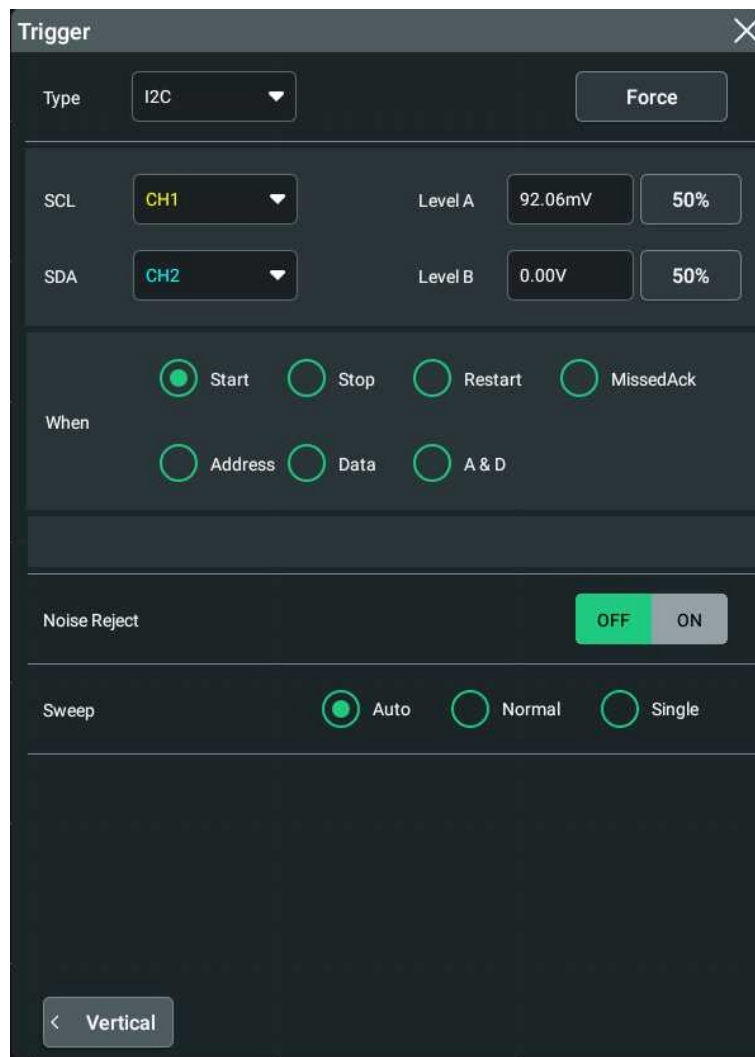 Trigger
Type I2C Force
SCL CH1 Level A 92.06mV 50%
SDA CH2 Level B 0.00V 50%
Start Stop Restart MissedAck
When
Address Data A & D
Noise Reject OFF ON
Sweep Auto Normal Single
< Vertical